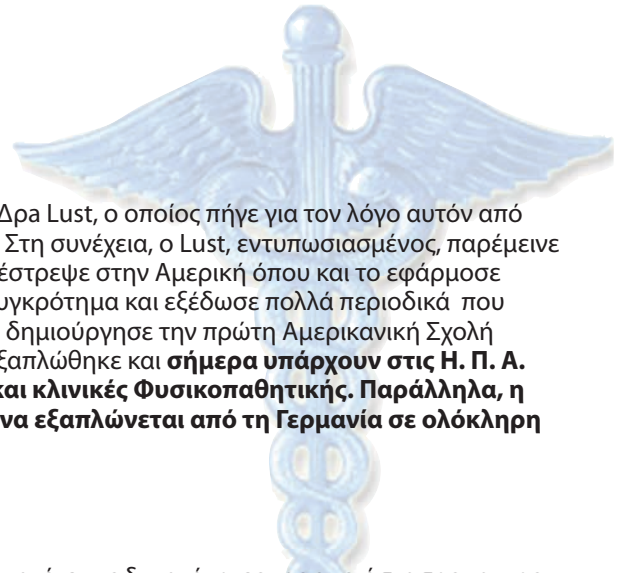 Δρa Lust, ο οποίος πήγε για τον λόγο αυτόν από
Στη συνέχεια, ο Lust, εντυπωσιασμένος, παρέμεινε
έστρεψε στην Αμερική όπου και το εφάρμοσε
υγκρότημα και εξέδωσε πολλά περιοδικά που
δημιούργησε την πρώτη Αμερικανική Σχολή
ξαπλώθηκε και σήμερα υπάρχουν στις Η. Π. Α.
και κλινικές Φυσικοπαθητικής. Παράλληλα, η
να εξαπλώνεται από τη Γερμανία σε ολόκληρη